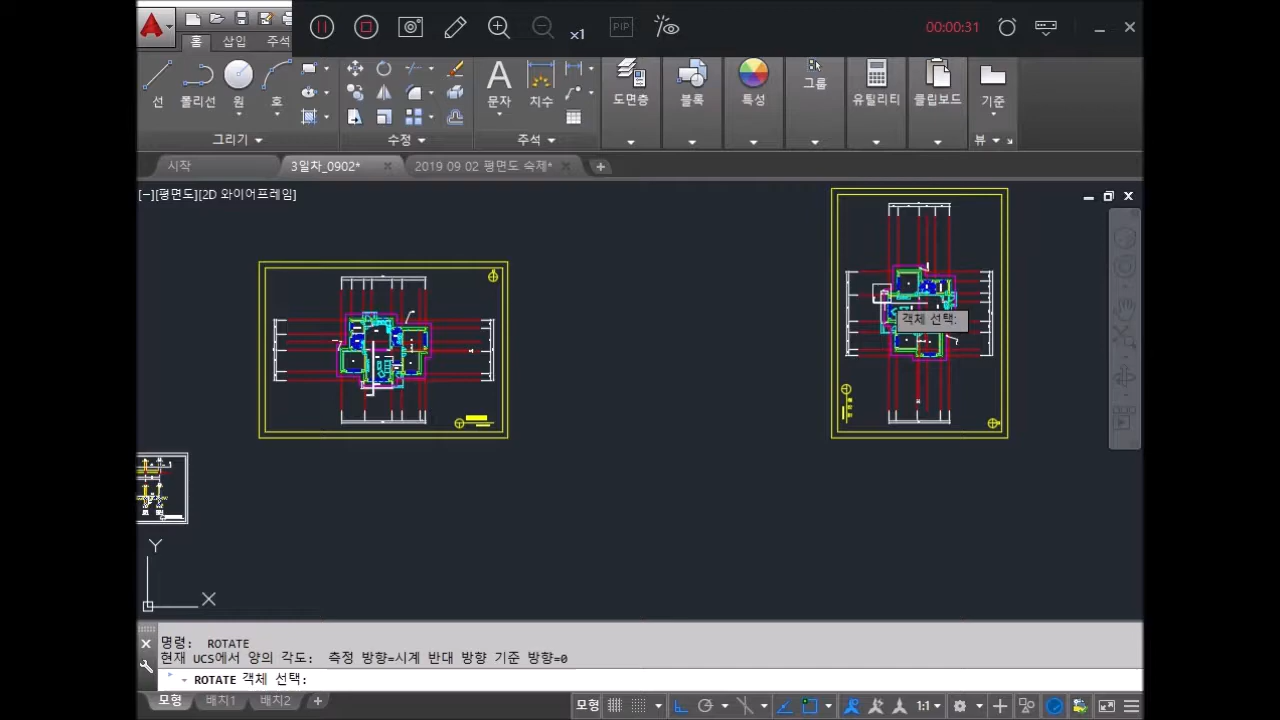 x1
PIP
00:00:31
홈 삽입 주석
선 폴리선 원 호
문자 치수
도면층 블록 특성 그룹 유틸리티 클립보드 기준
그리기 수정 주석 뷰
시작 3일차_0902* 2019 09 02 평면도 숙제*
[−][평면도][2D 와이어프레임]
객체 선택:
Y
X
명령: ROTATE
현재 UCS에서 양의 각도: 측정 방향=시계 반대 방향 기준 방향=0
ROTATE 객체 선택:
모형 배치1 배치2 + 모형 1:1